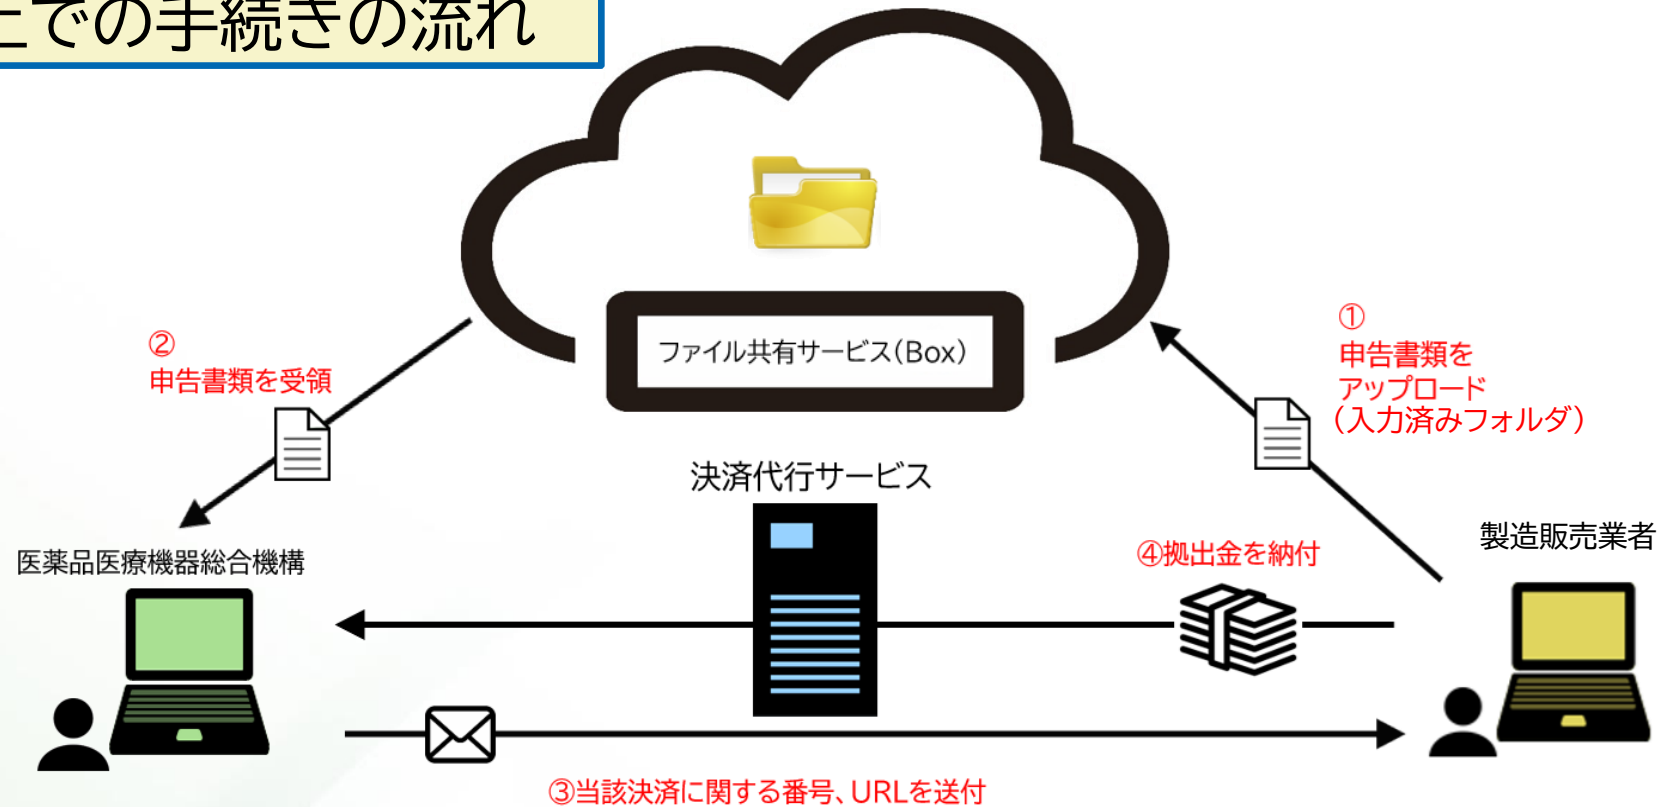 上での手続きの流れ
ファイル共有サービス(Box)
①
申告書類を
アップロード
(入力済みフォルダ)
②
申告書類を受領
決済代行サービス
医薬品医療機器総合機構
製造販売業者
④拠出金を納付
③当該決済に関する番号、URLを送付